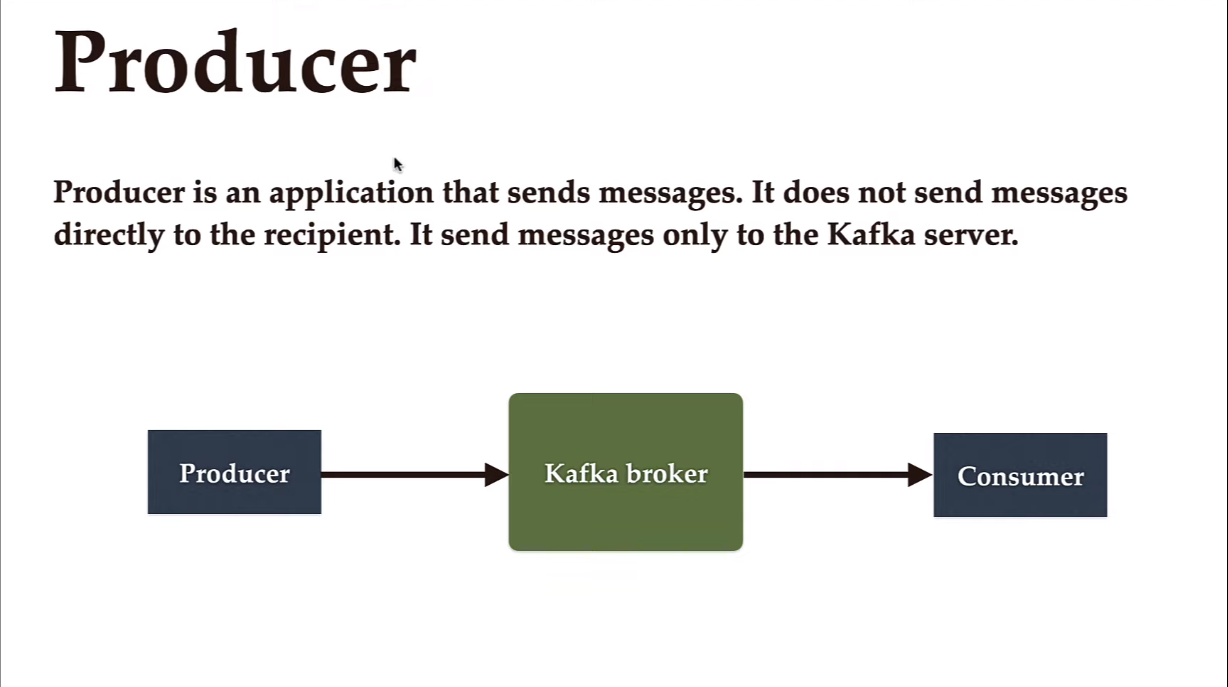 Producer
Producer is an application that sends messages. It does not send messages
directly to the recipient. It send messages only to the Kafka server.
Producer
Kafka broker
Consumer